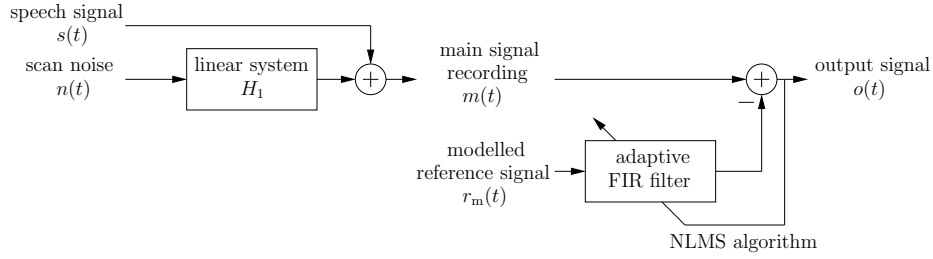 speech signal
s(t)
scan noise
n(t)
linear system
H₁
+
main signal
recording
m(t)
+
−
output signal
o(t)
modelled
reference signal
rₘ(t)
adaptive
FIR filter
NLMS algorithm